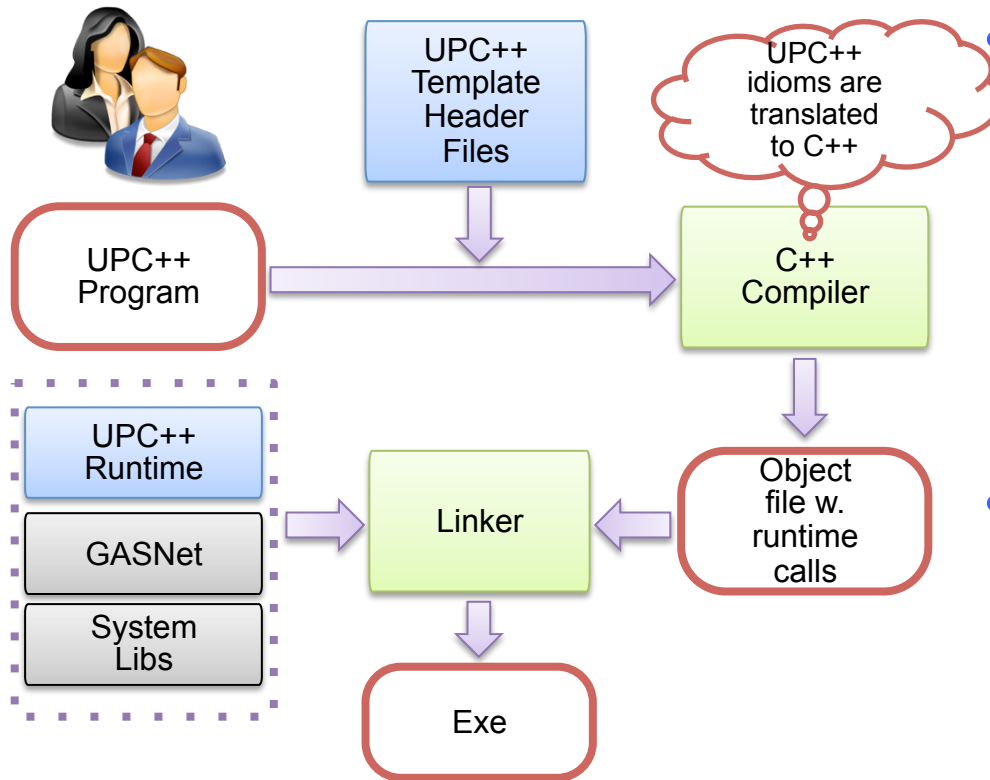 UPC++
Template
Header
Files
UPC++
idioms are
translated
to C++
UPC++
Program
C++
Compiler
UPC++
Runtime
GASNet
System
Libs
Linker
Object
file w.
runtime
calls
Exe